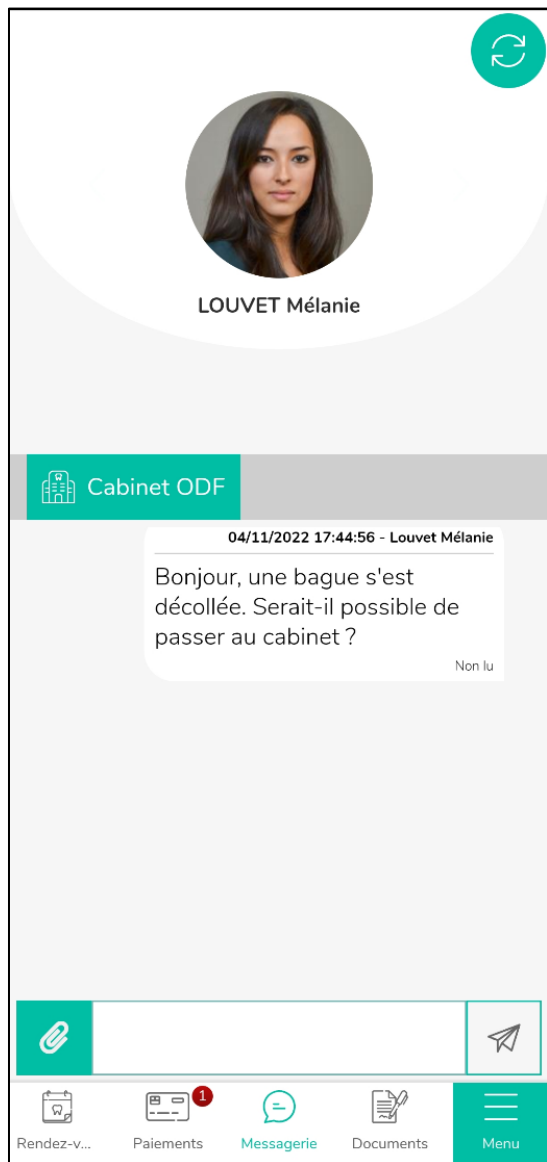 LOUVET Mélanie
Cabinet ODF
04/11/2022 17:44:56 - Louvet Mélanie
Bonjour, une bague s'est
décollée. Serait-il possible de
passer au cabinet ?
Non lu
1
Rendez-v... Paiements Messagerie Documents Menu